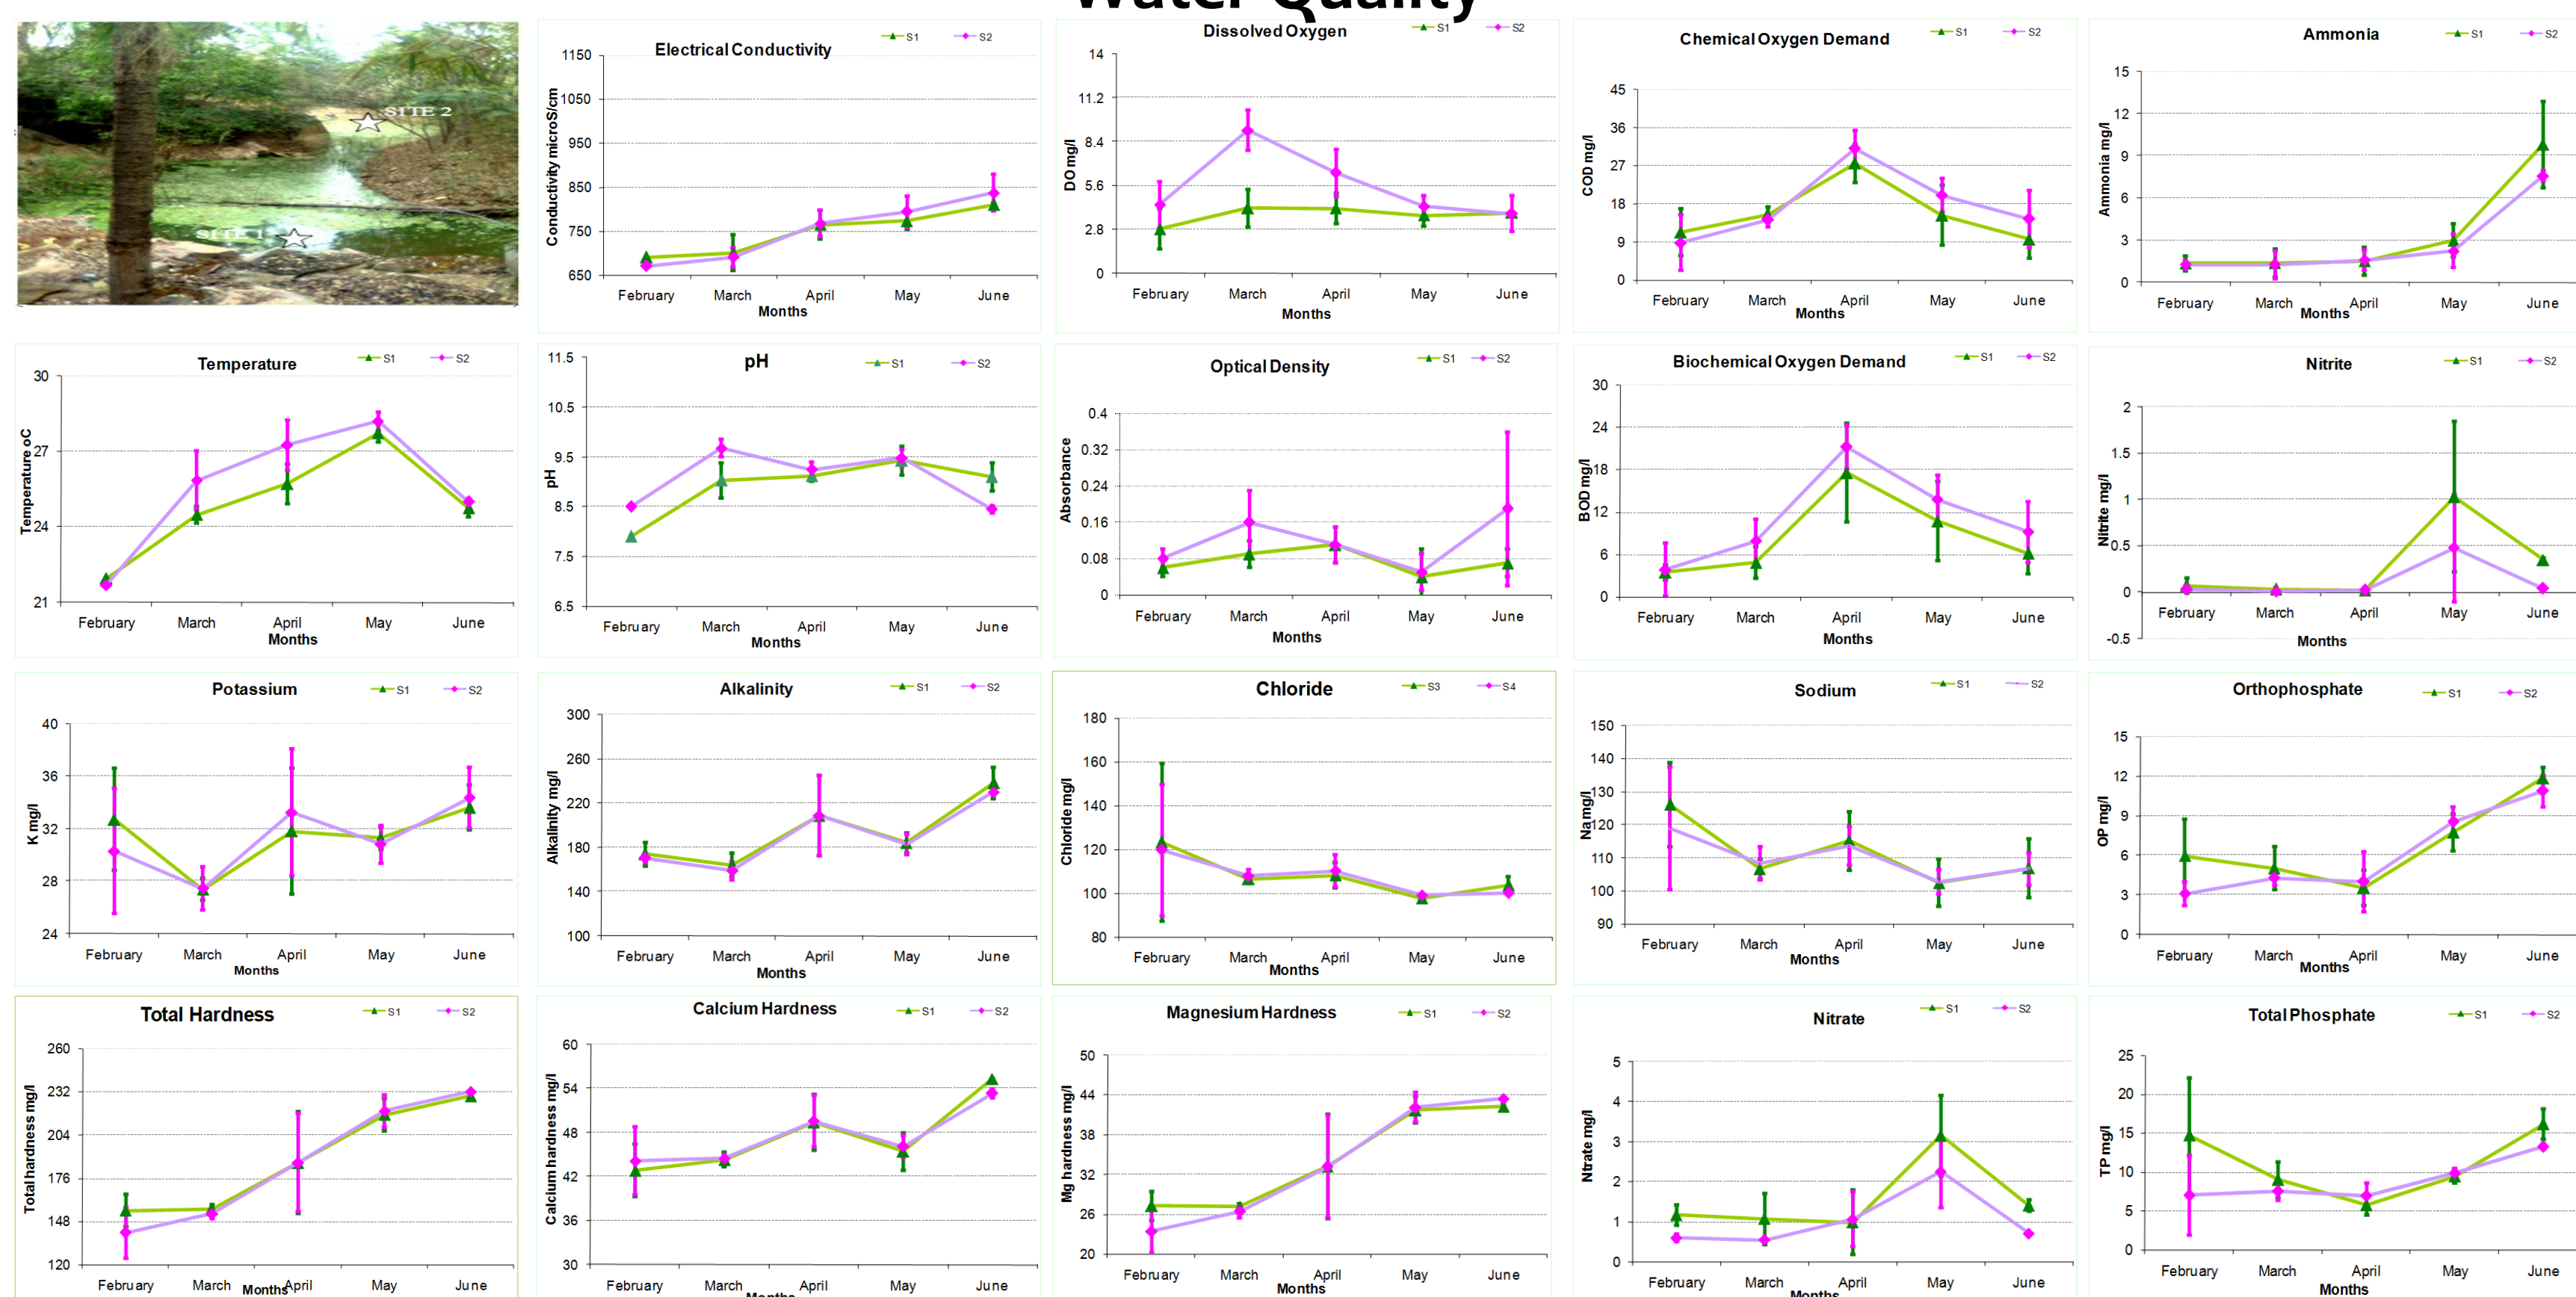 Water Quality
SITE 2
SITE 1
Electrical Conductivity
S1 S2
Conductivity microS/cm
1150
1050
950
850
750
650
February March April May June
Months
Dissolved Oxygen
S1 S2
DO mg/l
14
11.2
8.4
5.6
2.8
0
February March April May June
Months
Chemical Oxygen Demand
S1 S2
COD mg/l
45
36
27
18
9
0
February March April May June
Months
Ammonia
S1 S2
Ammonia mg/l
15
12
9
6
3
0
February March April May June
Months
Temperature
S1 S2
Temperature oC
30
27
24
21
February March April May June
Months
pH
S1 S2
pH
11.5
10.5
9.5
8.5
7.5
6.5
February March April May June
Months
Optical Density
S1 S2
Absorbance
0.4
0.32
0.24
0.16
0.08
0
February March April May June
Months
Biochemical Oxygen Demand
S1 S2
BOD mg/l
30
24
18
12
6
0
February March April May June
Months
Nitrite
S1 S2
Nitrite mg/l
2
1.5
1
0.5
0
-0.5
February March April May June
Months
Potassium
S1 S2
K mg/l
40
36
32
28
24
February March April May June
Months
Alkalinity
S1 S2
Alkalinity mg/l
300
260
220
180
140
100
February March April May June
Months
Chloride
S3 S4
Chloride mg/l
180
160
140
120
100
80
February March April May June
Months
Sodium
S1 S2
Na mg/l
150
140
130
120
110
100
90
February March April May June
Months
Orthophosphate
S1 S2
OP mg/l
15
12
9
6
3
0
February March April May June
Months
Total Hardness
S1 S2
Total hardness mg/l
260
232
204
176
148
120
February March April May June
Months
Calcium Hardness
S1 S2
Calcium hardness mg/l
60
54
48
42
36
30
February March April May June
Months
Magnesium Hardness
S1 S2
Mg hardness mg/l
50
44
38
32
26
20
February March April May June
Months
Nitrate
S1 S2
Ntrate mg/l
5
4
3
2
1
0
February March April May June
Months
Total Phosphate
S1 S2
TP mg/l
25
20
15
10
5
0
February March April May June
Months